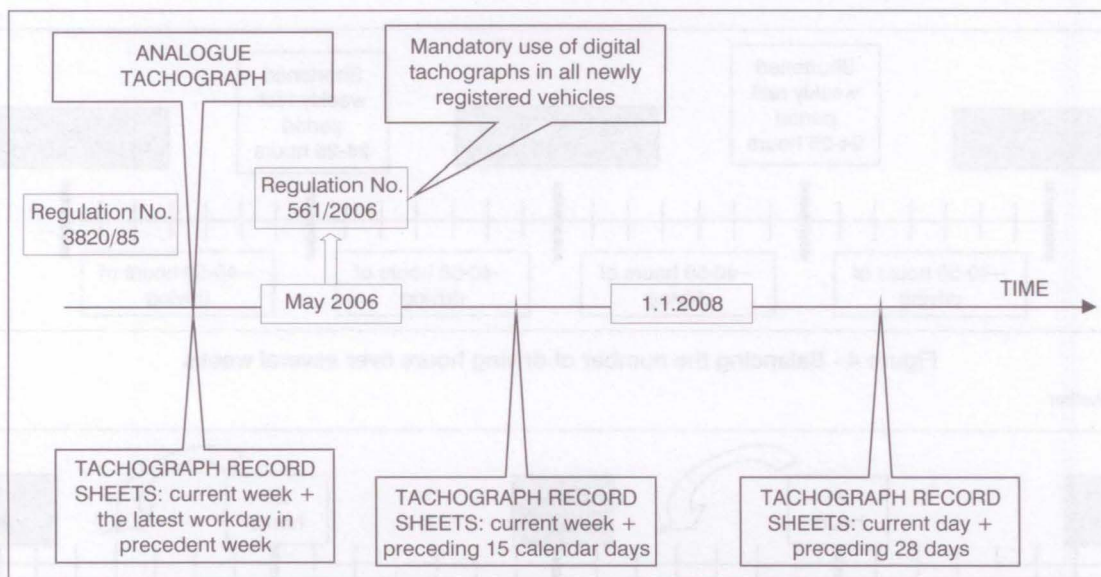 ANALOGUE
TACHOGRAPH
Mandatory use of digital
tachographs in all newly
registered vehicles
Regulation No.
3820/85
Regulation No.
561/2006
May 2006
1.1.2008
TIME
TACHOGRAPH RECORD
SHEETS: current week +
the latest workday in
precedent week
TACHOGRAPH RECORD
SHEETS: current week +
preceding 15 calendar days
TACHOGRAPH RECORD
SHEETS: current day +
preceding 28 days